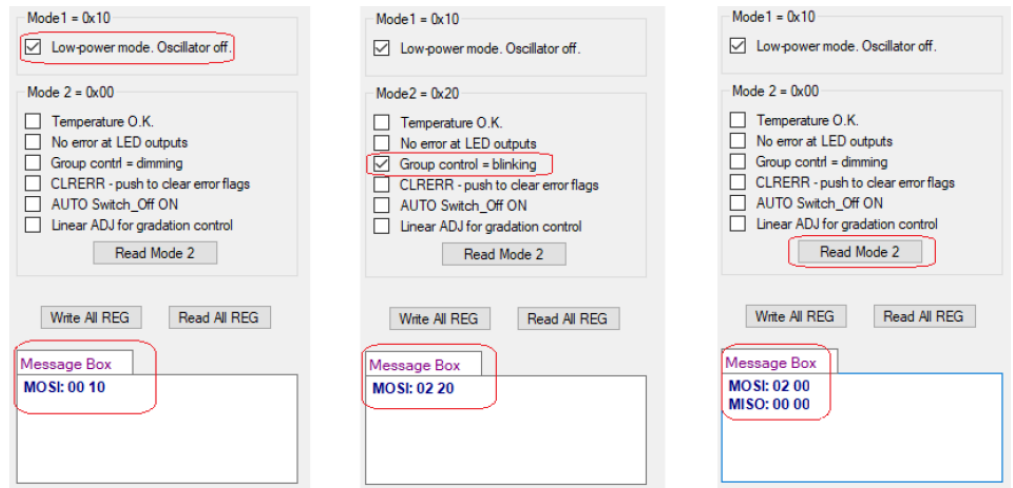 Mode1 = 0x10
Low-power mode. Oscillator off.
Mode 2 = 0x00
Temperature O.K.
No error at LED outputs
Group contrl = dimming
CLRERR - push to clear error flags
AUTO Switch_Off ON
Linear ADJ for gradation control
Read Mode 2
Write All REG
Read All REG
Message Box
MOSI: 00 10
Mode1 = 0x10
Low-power mode. Oscillator off.
Mode2 = 0x20
Temperature O.K.
No error at LED outputs
Group control = blinking
CLRERR - push to clear error flags
AUTO Switch_Off ON
Linear ADJ for gradation control
Read Mode 2
Write All REG
Read All REG
Message Box
MOSI: 02 20
Mode1 = 0x10
Low-power mode. Oscillator off.
Mode 2 = 0x00
Temperature O.K.
No error at LED outputs
Group contrl = dimming
CLRERR - push to clear error flags
AUTO Switch_Off ON
Linear ADJ for gradation control
Read Mode 2
Write All REG
Read All REG
Message Box
MOSI: 02 00
MISO: 00 00